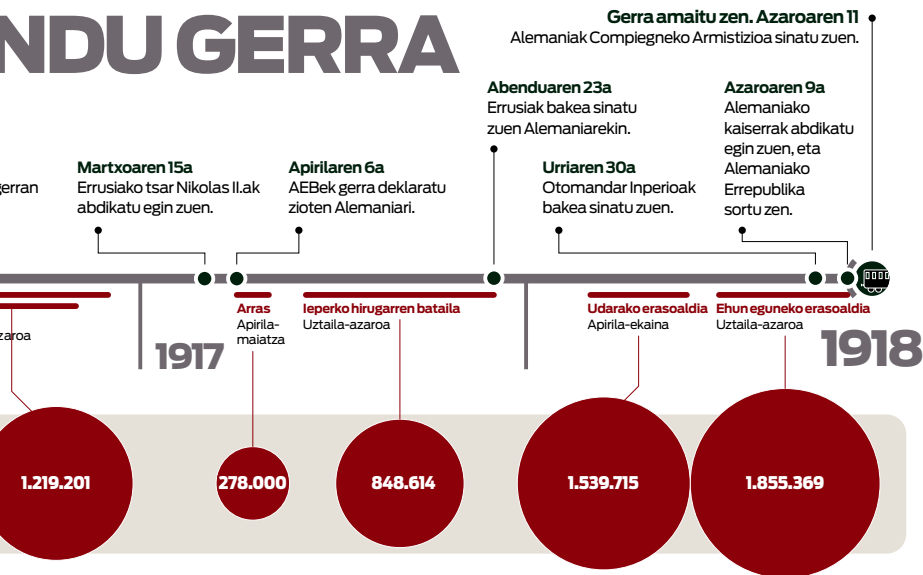 NDU GERRA
Gerra amaitu zen. Azaroaren 11
Alemaniak Compiegneko Armistizioa sinatu zuen.
Abenduaren 23a
Errusiak bakea sinatu
zuen Alemaniarekin.
Azaroaren 9a
Alemaniako
kaiserrak abdikatu
egin zuen, eta
Alemaniako
Errepublika
sortu zen.
gerran
Martxoaren 15a
Errusiako tsar Nikolas II.ak
abdikatu egin zuen.
Apirilaren 6a
AEBek gerra deklaratu
zioten Alemaniari.
Urriaren 30a
Otomandar Inperioak
bakea sinatu zuen.
zaroa
1917
Arras
Apirila-
maiatza
Ieperko hirugarren bataila
Uztaila-azaroa
Udarako erasoaldia
Apirila-ekaina
Ehun eguneko erasoaldia
Uztaila-azaroa
1918
1.219.201
278.000
848.614
1.539.715
1.855.369